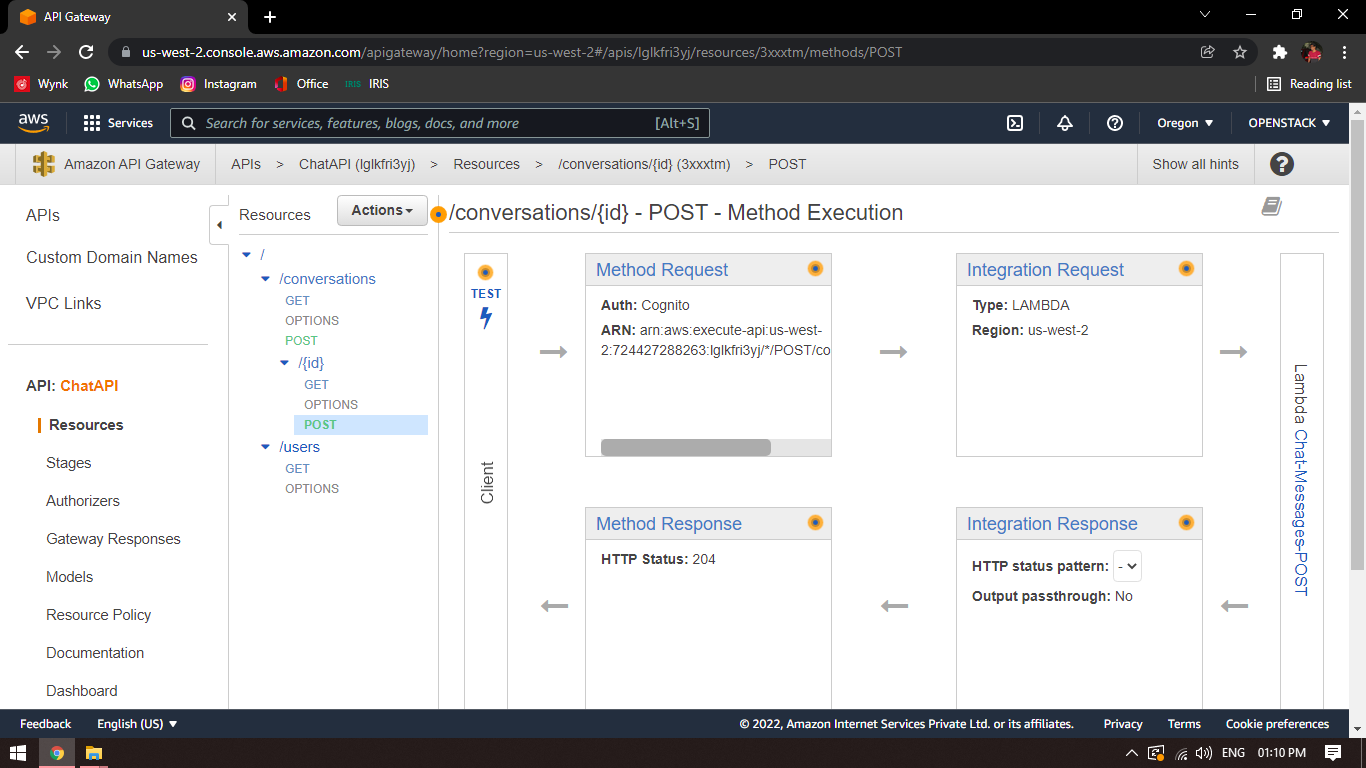 API Gateway
us-west-2.console.aws.amazon.com/apigateway/home?region=us-west-2#/apis/lglkfri3yj/resources/3xxxtm/methods/POST
Wynk WhatsApp Instagram Office IRIS IRIS Reading list
aws Services Search for services, features, blogs, docs, and more [Alt+S] Oregon OPENSTACK
Amazon API Gateway APIs > ChatAPI (lglkfri3yj) > Resources > /conversations/{id} (3xxxtm) > POST Show all hints ?
APIs
Custom Domain Names
VPC Links
API: ChatAPI
Resources
Stages
Authorizers
Gateway Responses
Models
Resource Policy
Documentation
Dashboard
Resources Actions
/
/conversations
GET
OPTIONS
POST
/{id}
GET
OPTIONS
POST
/users
GET
OPTIONS
/conversations/{id} - POST - Method Execution
TEST
Client
Method Request
Auth: Cognito
ARN: arn:aws:execute-api:us-west-
2:724427288263:lglkfri3yj/*/POST/co
Integration Request
Type: LAMBDA
Region: us-west-2
Lambda Chat-Messages-POST
Method Response
HTTP Status: 204
Integration Response
HTTP status pattern: -
Output passthrough: No
Feedback English (US) © 2022, Amazon Internet Services Private Ltd. or its affiliates. Privacy Terms Cookie preferences
ENG 01:10 PM